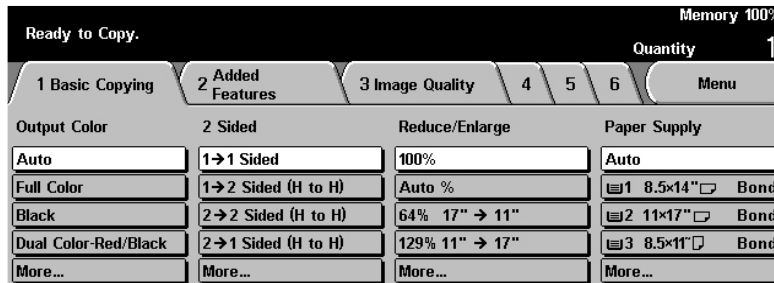 Memory 100%
Ready to Copy.
Quantity 1
1 Basic Copying
2 Added Features
3 Image Quality
4
5
6
Menu
Output Color
Auto
Full Color
Black
Dual Color-Red/Black
More...
2 Sided
1→1 Sided
1→2 Sided (H to H)
2→2 Sided (H to H)
2→1 Sided (H to H)
More...
Reduce/Enlarge
100%
Auto %
64% 17" → 11"
129% 11" → 17"
More...
Paper Supply
Auto
1 8.5×14" Bond
2 11×17" Bond
3 8.5×11" Bond
More...